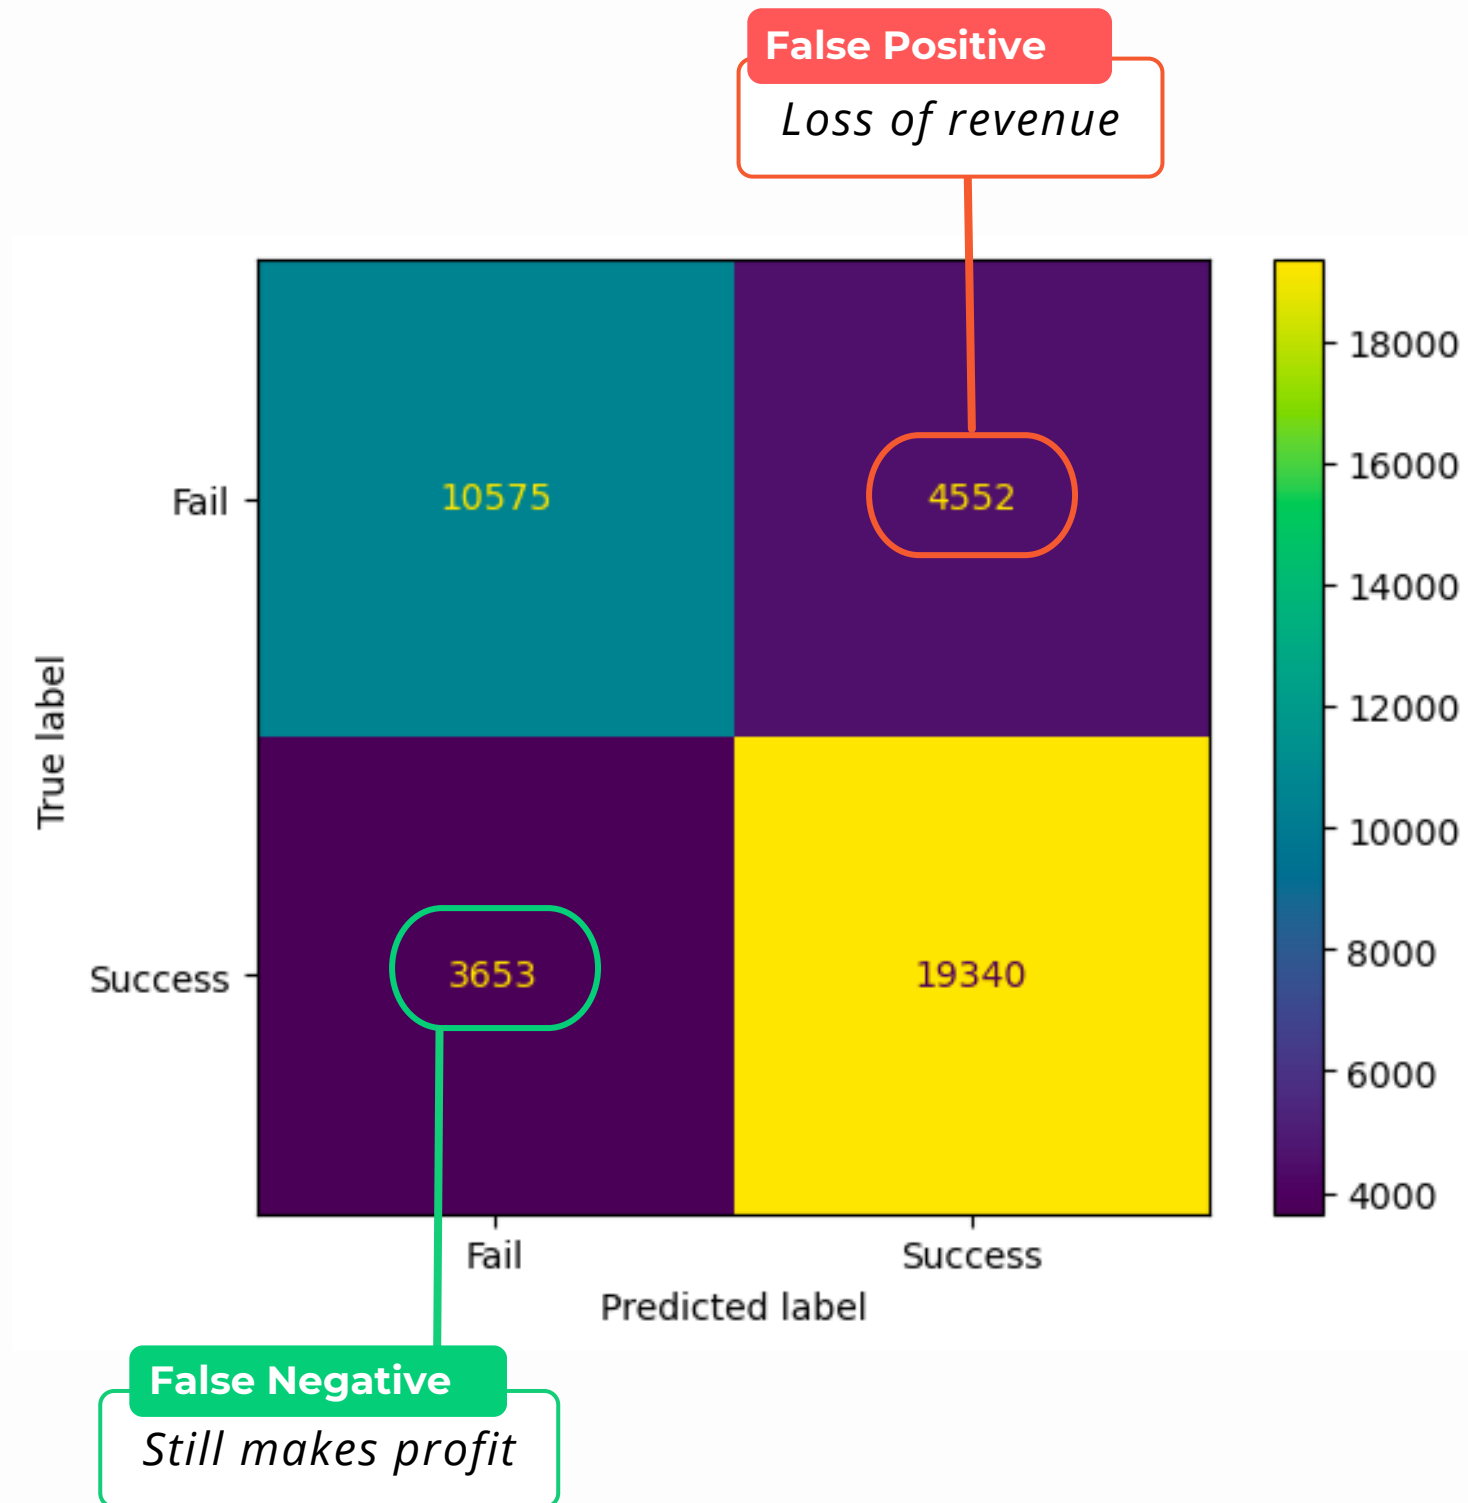 False Positive
Loss of revenue
18000
16000
Fail
10575
4552
14000
12000
True label
10000
8000
Success
3653
19340
6000
4000
Fail
Success
Predicted label
False Negative
Still makes profit